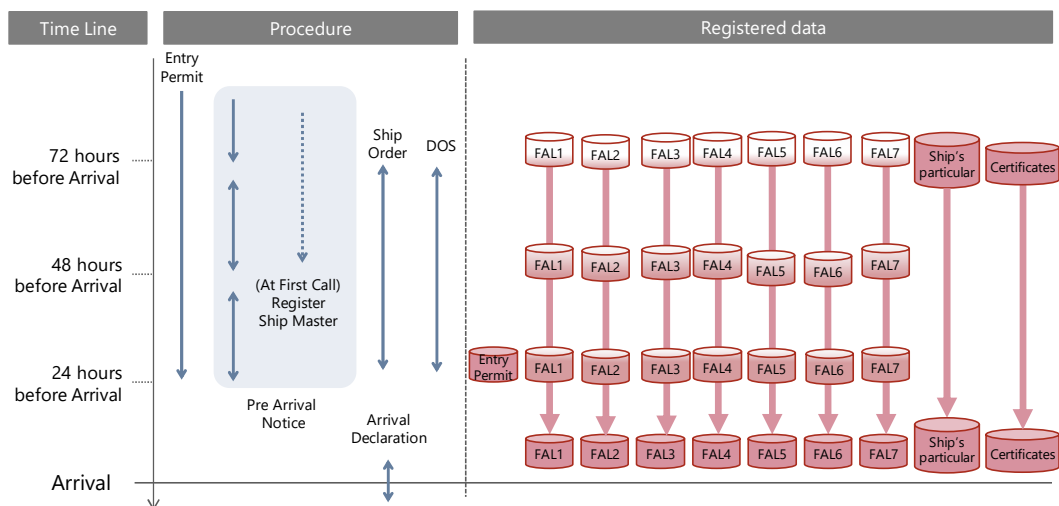 Time Line
Procedure
Registered data
Entry
Permit
72 hours
before Arrival
48 hours
before Arrival
24 hours
before Arrival
Arrival
(At First Call)
Register
Ship Master
Pre Arrival
Notice
Ship
Order
DOS
Arrival
Declaration
FAL1
FAL2
FAL3
FAL4
FAL5
FAL6
FAL7
Ship's
particular
Certificates
FAL1
FAL2
FAL3
FAL4
FAL5
FAL6
FAL7
Entry
Permit
FAL1
FAL2
FAL3
FAL4
FAL5
FAL6
FAL7
FAL1
FAL2
FAL3
FAL4
FAL5
FAL6
FAL7
Ship's
particular
Certificates